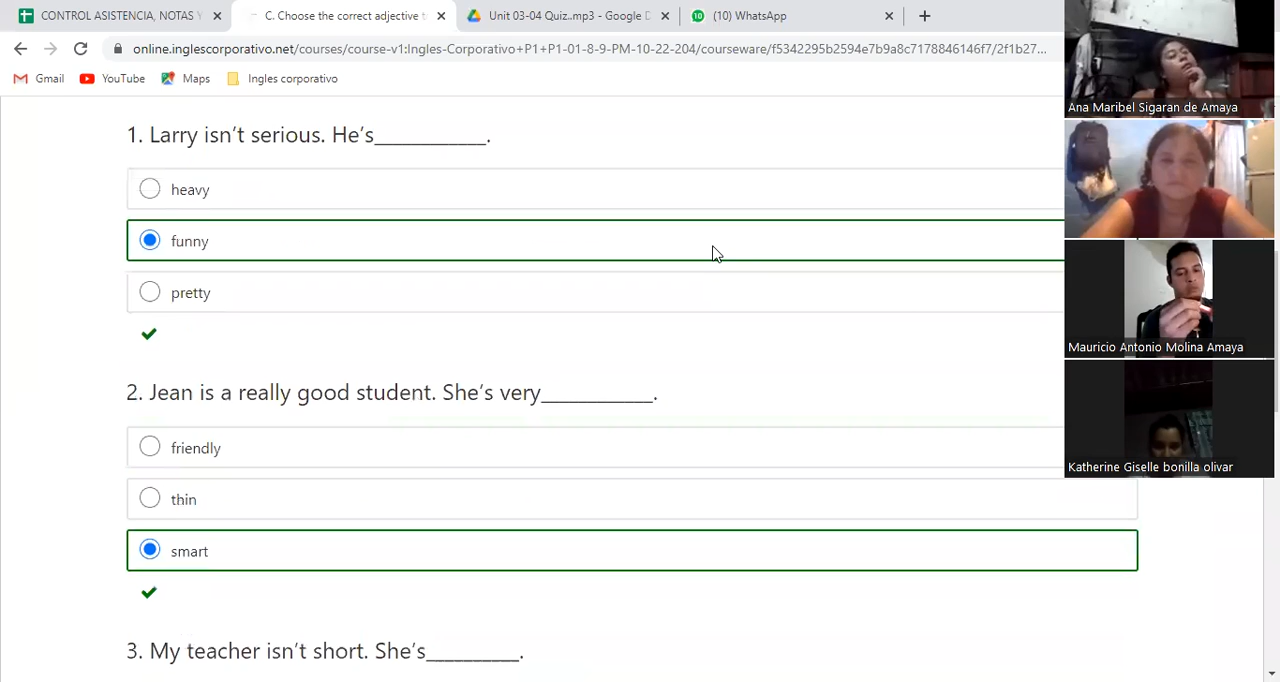 CONTROL ASISTENCIA, NOTAS Y
C. Choose the correct adjective t
Unit 03-04 Quiz..mp3 - Google D
10 (10) WhatsApp
online.inglescorporativo.net/courses/course-v1:Ingles-Corporativo+P1+P1-01-8-9-PM-10-22-204/courseware/f5342295b2594e7b9a8c7178846146f7/2f1b27...
Gmail
YouTube
Maps
Ingles corporativo
1. Larry isn’t serious. He’s____________.
heavy
funny
pretty
2. Jean is a really good student. She’s very____________.
friendly
thin
smart
3. My teacher isn’t short. She’s__________.
Ana Maribel Sigaran de Amaya
Mauricio Antonio Molina Amaya
Katherine Giselle bonilla olivar